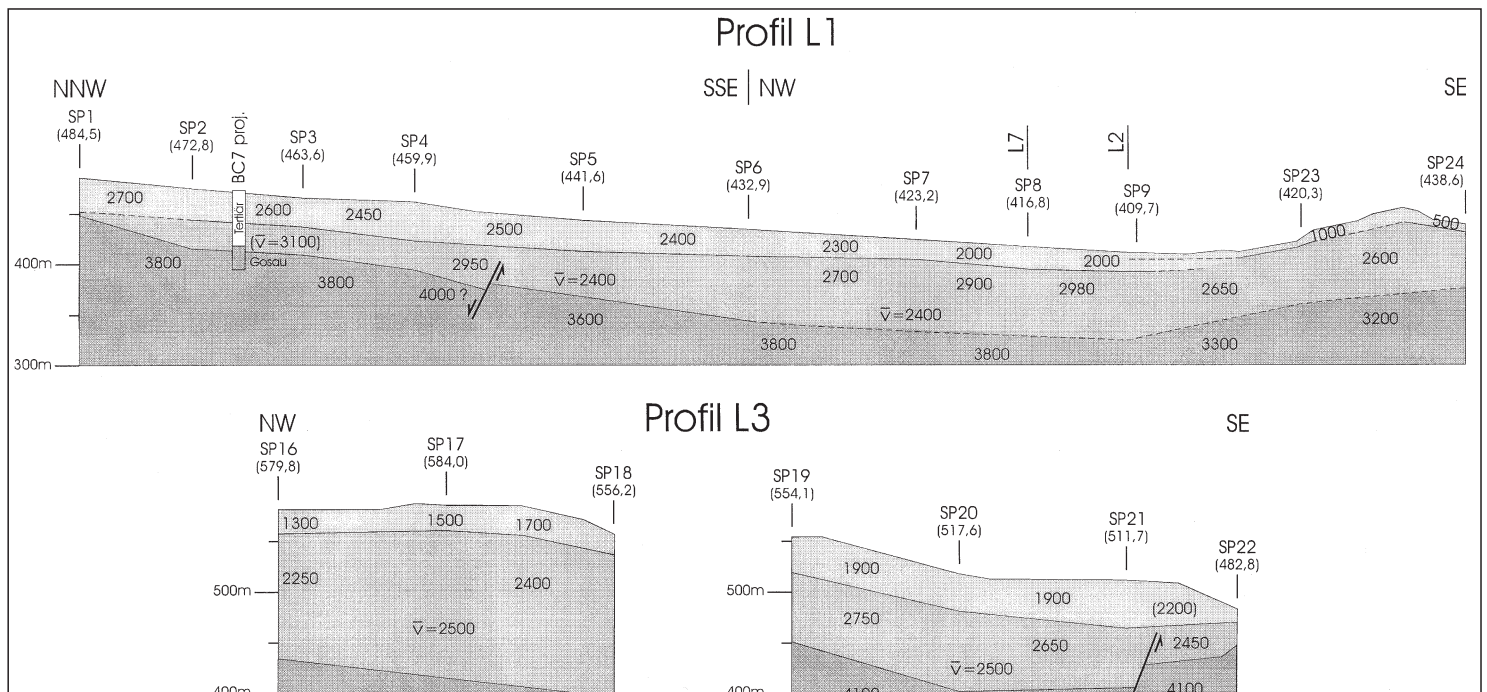 Profil L1
NNW
SSE | NW
SE
SP1
(484,5)
SP2
(472,8)
BC7 proj.
SP3
(463,6)
SP4
(459,9)
SP5
(441,6)
SP6
(432,9)
SP7
(423,2)
L7
SP8
(416,8)
L2
SP9
(409,7)
SP23
(420,3)
SP24
(438,6)
2700
Tertiär
2600
2450
2500
2400
2300
2000
2000
1000
500
(v̅=3100)
Gosau
400m
3800
3800
2950
4000 ?
v̅=2400
2700
2900
2980
2650
2600
3600
v̅=2400
3800
3800
3300
3200
300m
Profil L3
NW
SE
SP16
(579,8)
SP17
(584,0)
SP18
(556,2)
SP19
(554,1)
SP20
(517,6)
SP21
(511,7)
SP22
(482,8)
1300
1500
1700
2250
2400
500m
v̅=2500
400m
500m
1900
1900
(2200)
2750
2650
2450
v̅=2500
400m
4100
4100